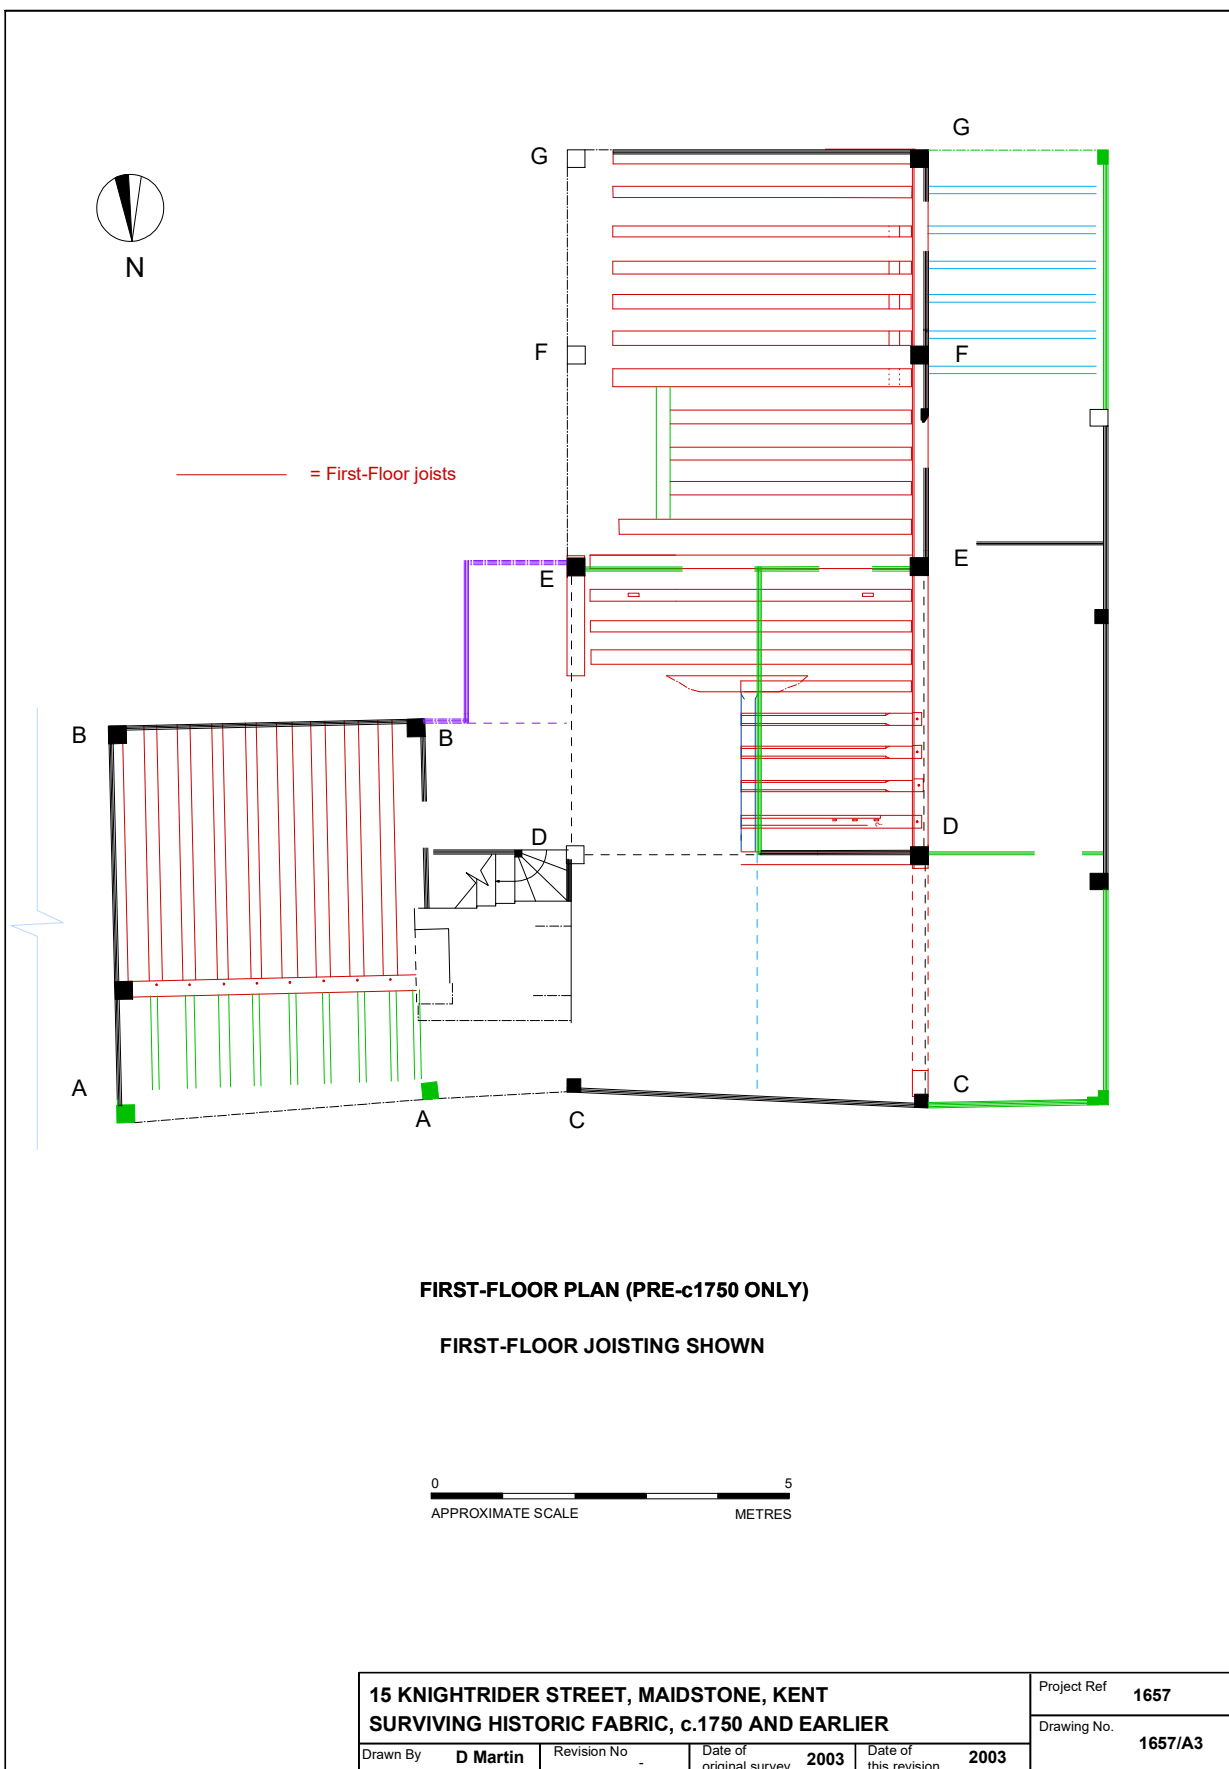 G
G
N
F
F
= First-Floor joists
E
E
B
B
D
D
A
A
C
C
FIRST-FLOOR PLAN (PRE-c1750 ONLY)
FIRST-FLOOR JOISTING SHOWN
0 5
APPROXIMATE SCALE METRES
15 KNIGHTRIDER STREET, MAIDSTONE, KENT
SURVIVING HISTORIC FABRIC, c.1750 AND EARLIER
Project Ref 1657
Drawing No. 1657/A3
Drawn By D Martin
Revision No -
Date of
original survey 2003
Date of
this revision 2003